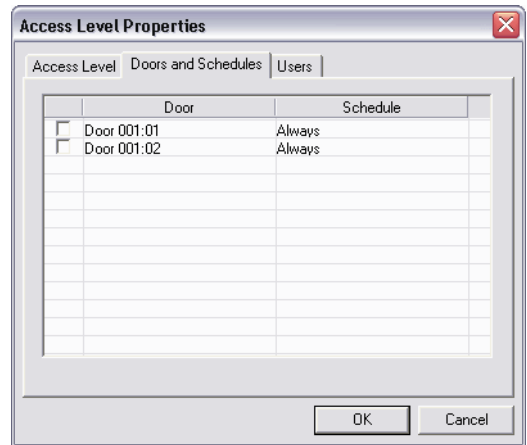 Access Level Properties
Access Level Doors and Schedules Users
Door Schedule
Door 001:01 Always
Door 001:02 Always
OK Cancel